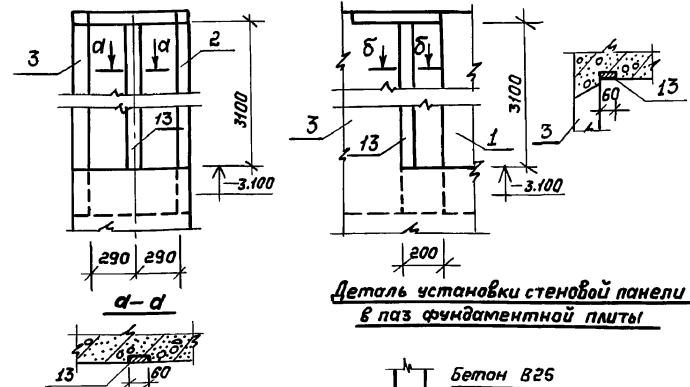 3
а
а
2
13
3100
-3.100
290
290
а-а
13
60
б
б
3
13
1
3100
-3.100
200
60
13
3
Деталь установки стеновой панели
в паз фундаментной плиты
Бетон В25